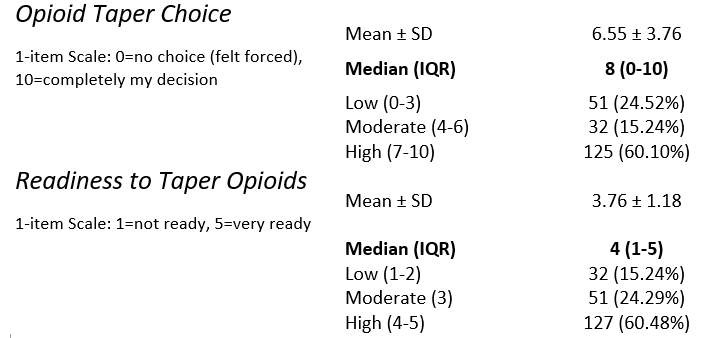 Opioid Taper Choice
Mean ± SD 6.55 ± 3.76
1-item Scale: 0=no choice (felt forced),
10=completely my decision
Median (IQR) 8 (0-10)
Low (0-3) 51 (24.52%)
Moderate (4-6) 32 (15.24%)
High (7-10) 125 (60.10%)
Readiness to Taper Opioids
Mean ± SD 3.76 ± 1.18
1-item Scale: 1=not ready, 5=very ready
Median (IQR) 4 (1-5)
Low (1-2) 32 (15.24%)
Moderate (3) 51 (24.29%)
High (4-5) 127 (60.48%)